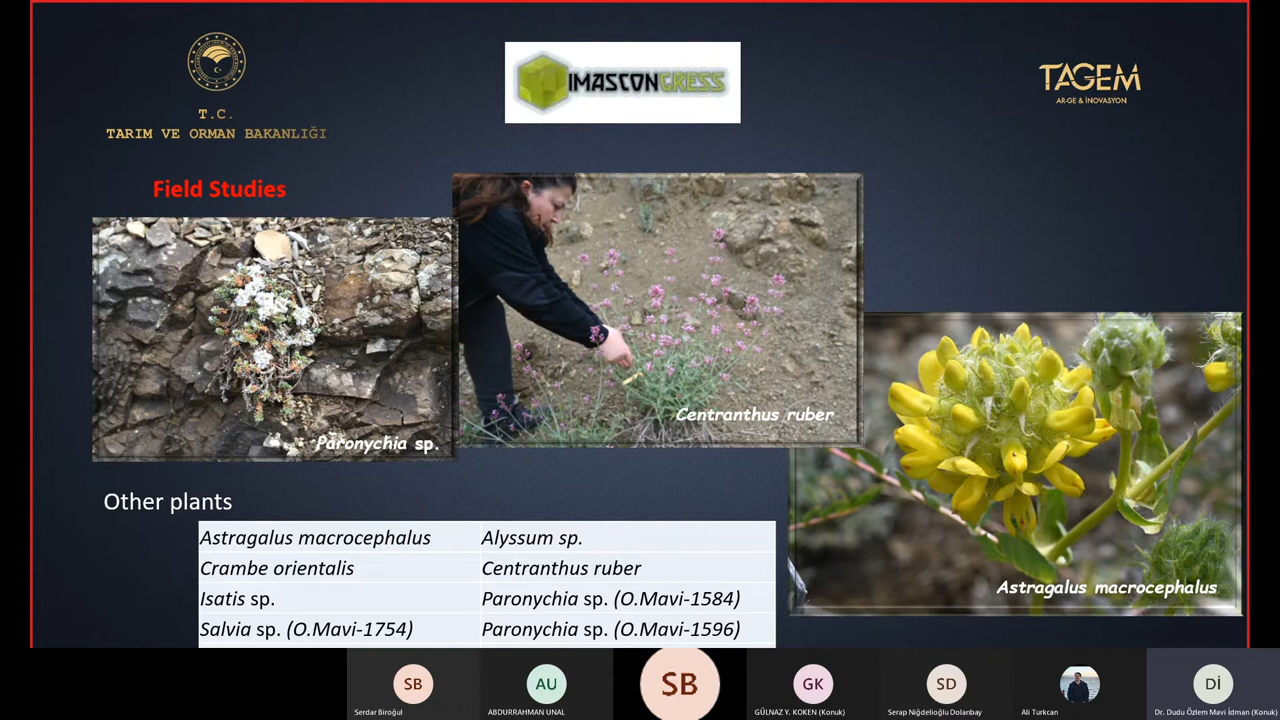 T.C.
TARIM VE ORMAN BAKANLIĞI
IMASCONGRESS
TAGEM
AR-GE & İNOVASYON
Field Studies
Paronychia sp.
Centranthus ruber
Astragalus macrocephalus
Other plants
Astragalus macrocephalus Alyssum sp.
Crambe orientalis Centranthus ruber
Isatis sp. Paronychia sp. (O.Mavi-1584)
Salvia sp. (O.Mavi-1754) Paronychia sp. (O.Mavi-1596)
SB
AU
SB
GK
SD
Dİ
Serdar Biroğul
ABDURRAHMAN UNAL
GÜLNAZ Y. KOKEN (Konuk)
Serap Niğdelioğlu Dolanbay
Ali Turkcan
Dr. Dudu Özlem Mavi İdman (Konuk)